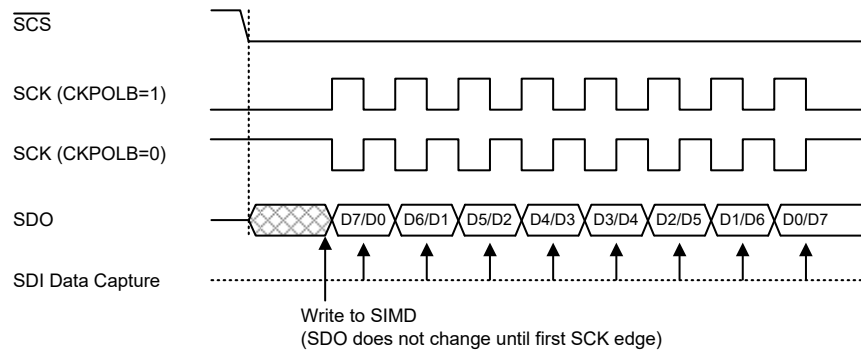 SCS
SCK (CKPOLB=1)
SCK (CKPOLB=0)
SDO
D7/D0 D6/D1 D5/D2 D4/D3 D3/D4 D2/D5 D1/D6 D0/D7
SDI Data Capture
Write to SIMD
(SDO does not change until first SCK edge)